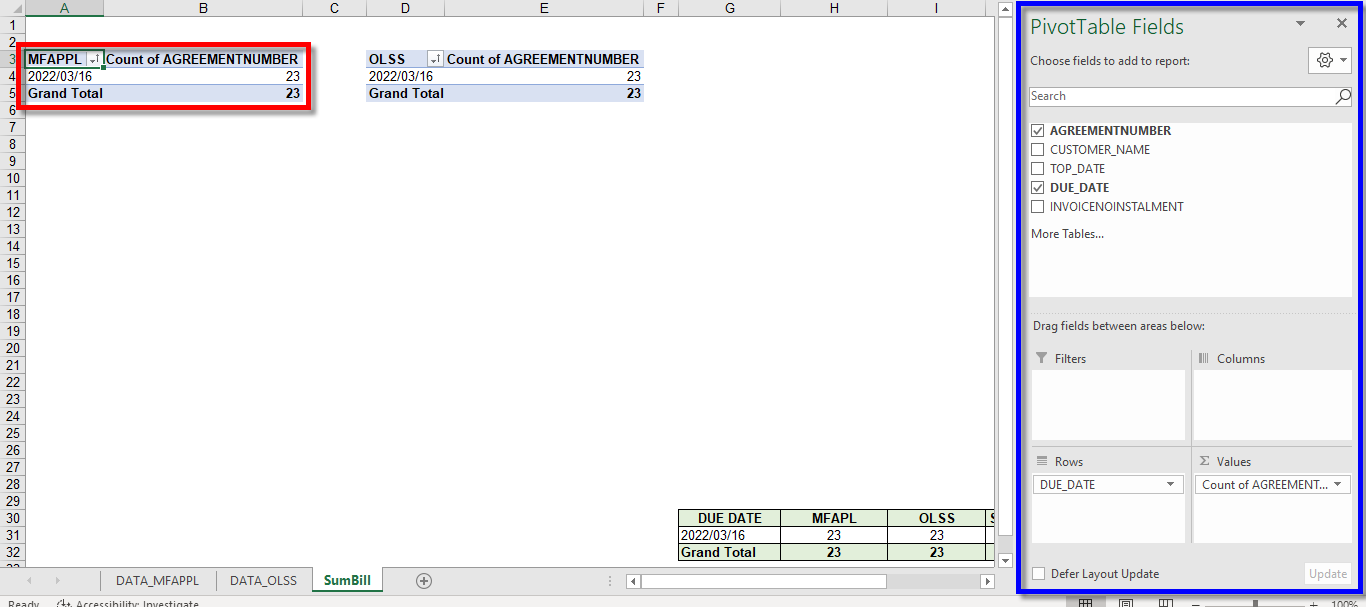 A B C D E F G H I
1
2
3 MFAPPL Count of AGREEMENTNUMBER OLSS Count of AGREEMENTNUMBER
4 2022/03/16 23 2022/03/16 23
5 Grand Total 23 Grand Total 23
6
7
8
9
10
11
12
13
14
15
16
17
18
19
20
21
22
23
24
25
26
27
28
29
30 DUE DATE MFAPL OLSS S
31 2022/03/16 23 23
32 Grand Total 23 23
DATA_MFAPPL DATA_OLSS SumBill
Ready Accessibility: Investigate 100%
PivotTable Fields
Choose fields to add to report:
Search
AGREEMENTNUMBER
CUSTOMER_NAME
TOP_DATE
DUE_DATE
INVOICENOINSTALMENT
More Tables...
Drag fields between areas below:
Filters Columns
Rows Values
DUE_DATE Count of AGREEMENT...
Defer Layout Update Update